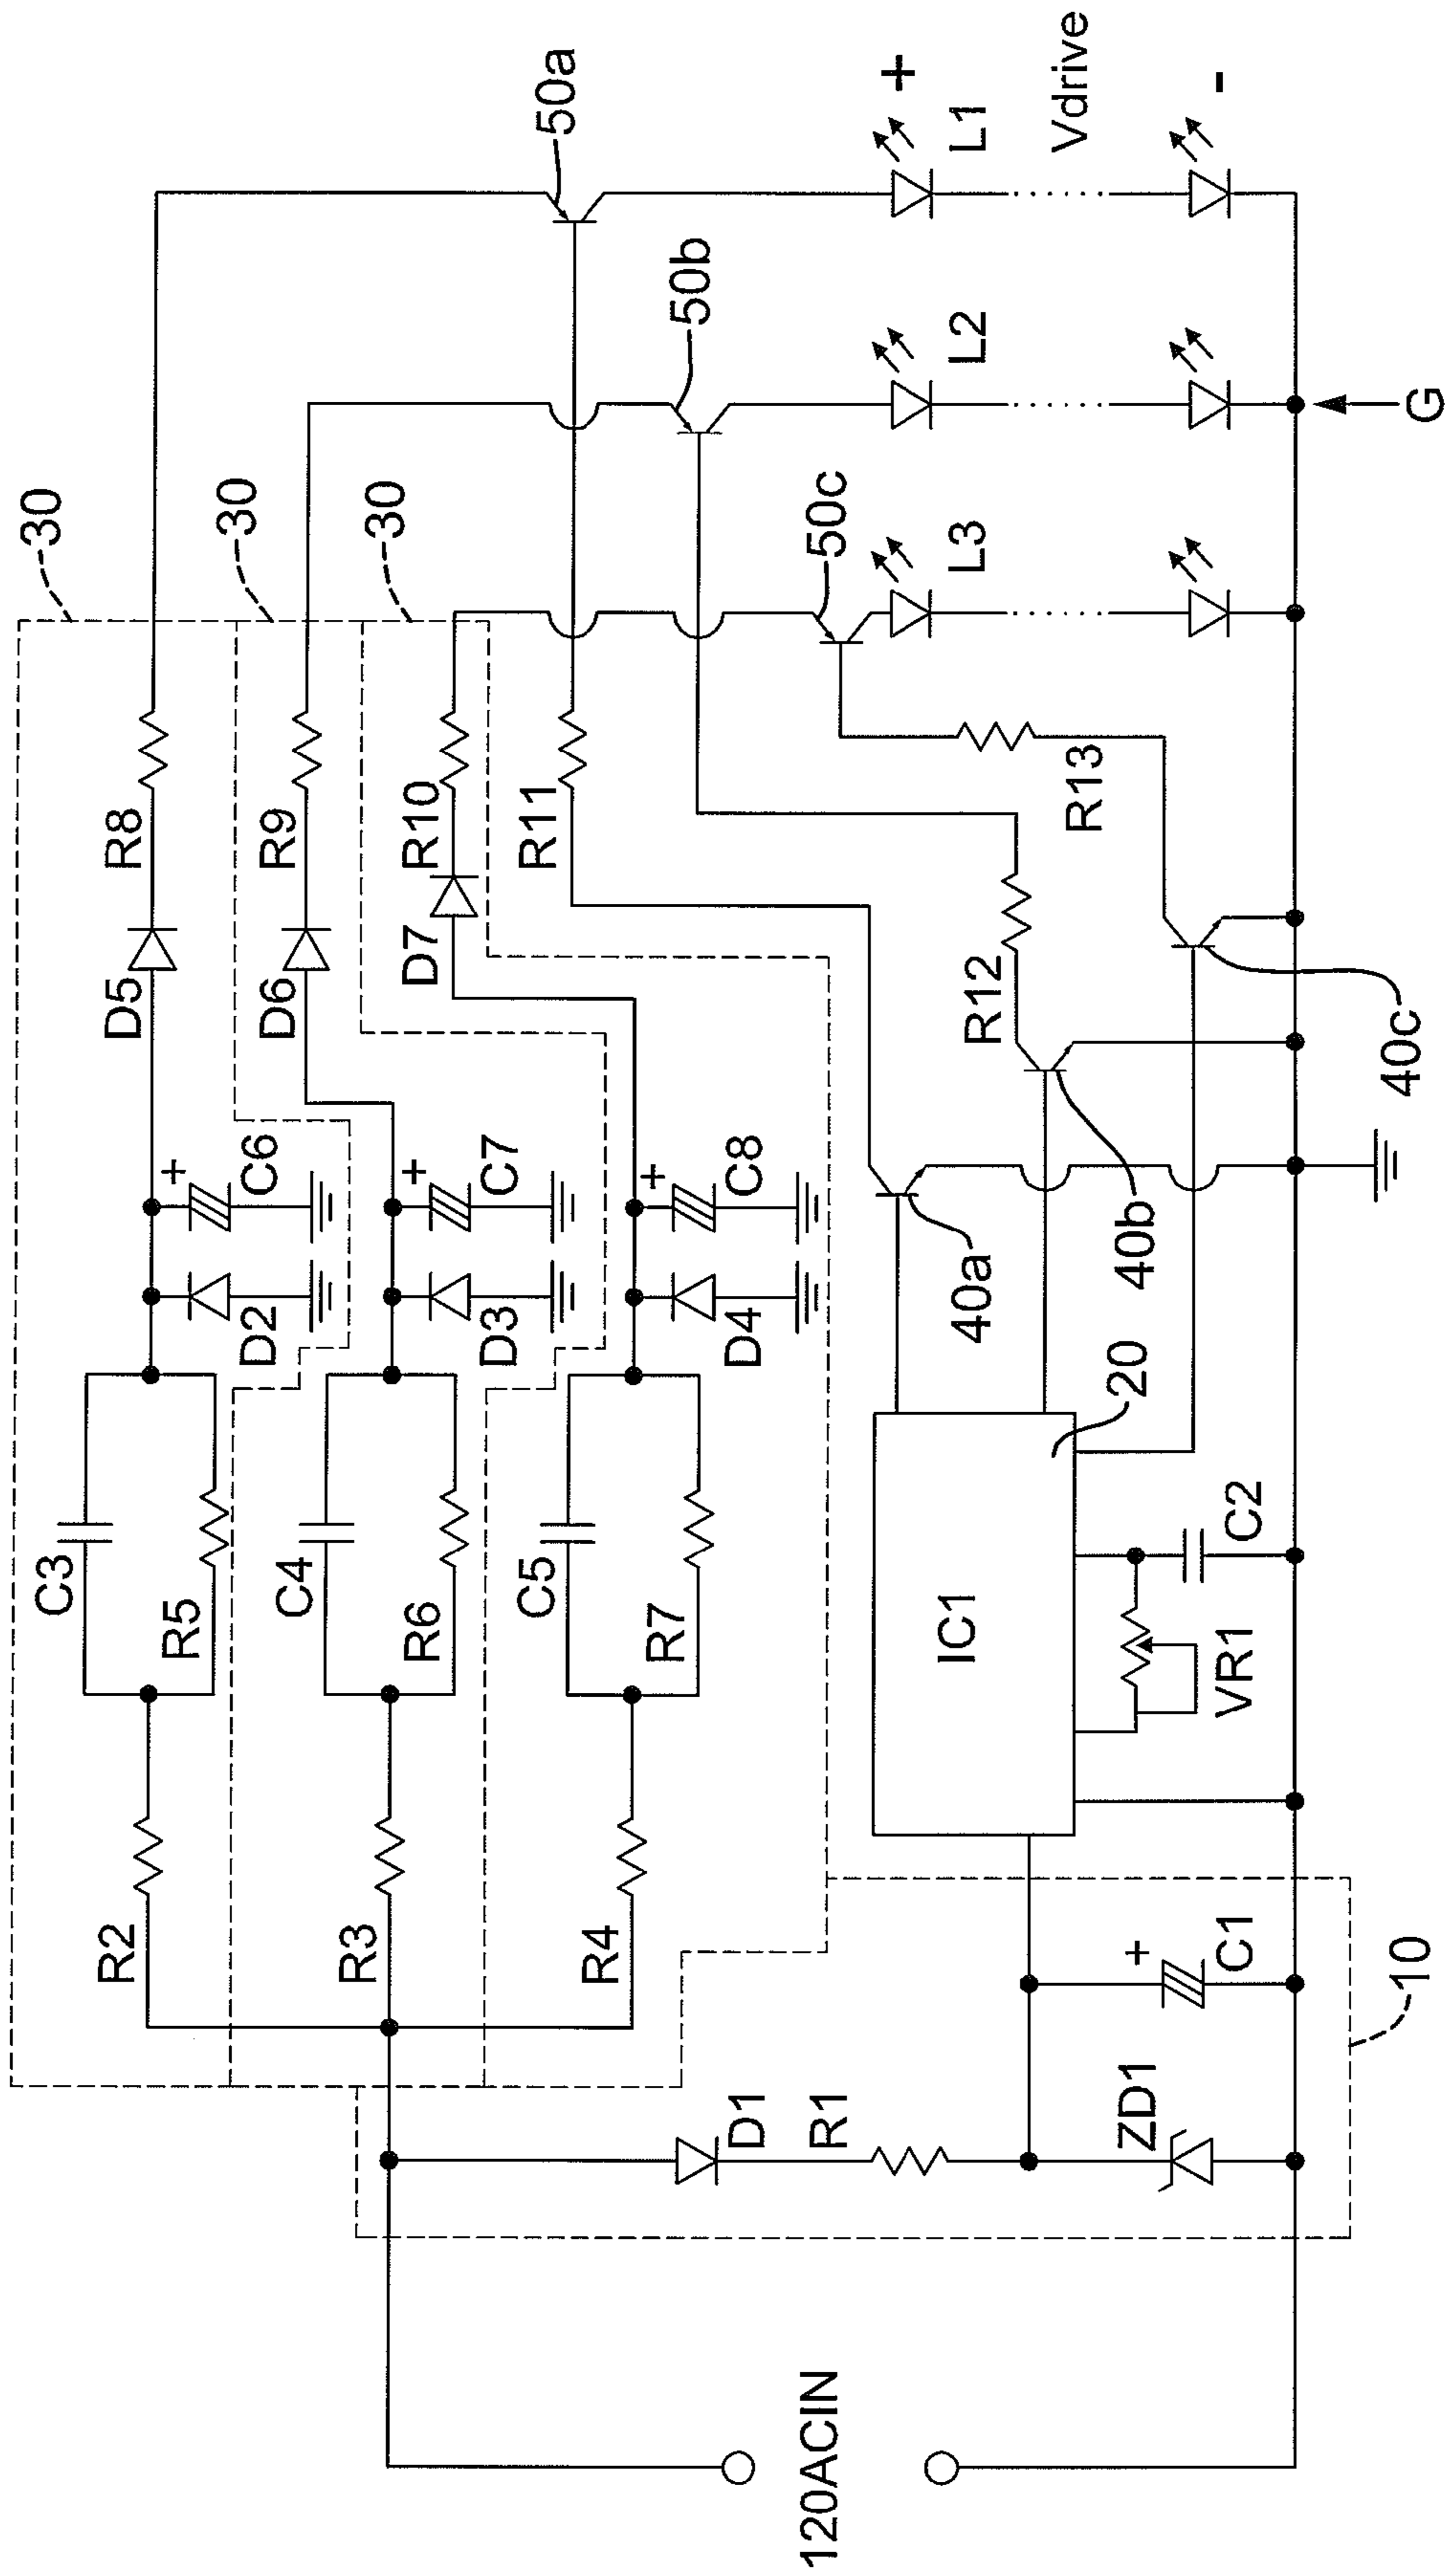 30
30
30
50a
50b
50c
R8
R9
R10
R11
D5
D6
D7
C3
C4
C5
R5
R6
R7
R2
R3
R4
D2
D3
D4
+
C6
+
C7
+
C8
R12
R13
40a
40b
40c
20
IC1
VR1
C2
+
C1
D1
R1
ZD1
10
120ACIN
+
L1
L2
L3
Vdrive
-
G